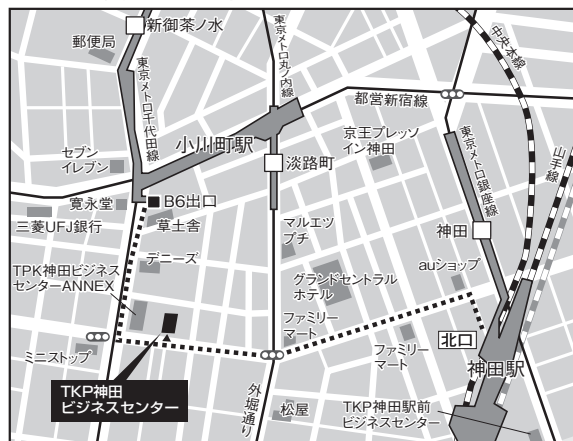 新御茶ノ水
郵便局
東京メトロ千代田線
東京メトロ丸ノ内線
中央本線
都営新宿線
山手線
小川町駅
京王プレッソ
イン神田
東京メトロ銀座線
セブン
イレブン
淡路町
寛永堂
B6出口
三菱UFJ銀行
草土舎
マルエツ
プチ
神田
デニーズ
TPK神田ビジネス
センターANNEX
auショップ
グランドセントラル
ホテル
ファミリー
マート
北口
ミニストップ
ファミリー
マート
神田駅
TKP神田
ビジネスセンター
外堀通り
松屋
TKP神田駅前
ビジネスセンター